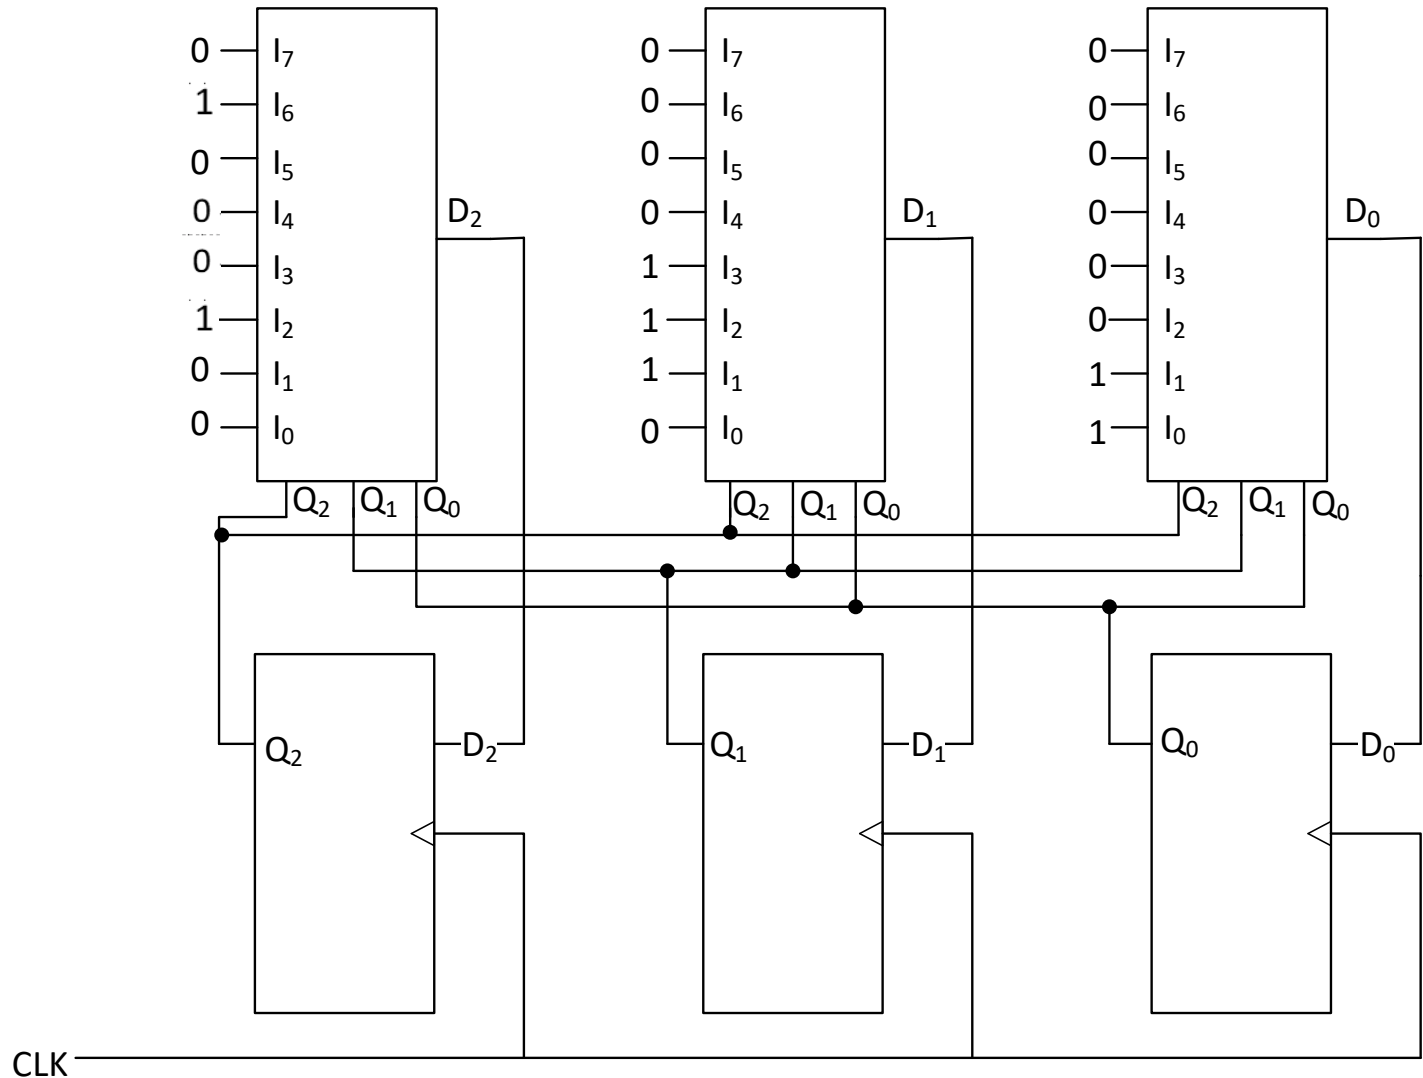 0 I₇ 0 I₇ 0 I₇
1 I₆ 0 I₆ 0 I₆
0 I₅ 0 I₅ 0 I₅
0 I₄ D₂ 0 I₄ D₁ 0 I₄ D₀
0 I₃ 1 I₃ 0 I₃
1 I₂ 1 I₂ 0 I₂
0 I₁ 1 I₁ 1 I₁
0 I₀ 0 I₀ 1 I₀
Q₂ Q₁ Q₀ Q₂ Q₁ Q₀ Q₂ Q₁ Q₀
Q₂ D₂ Q₁ D₁ Q₀ D₀
CLK